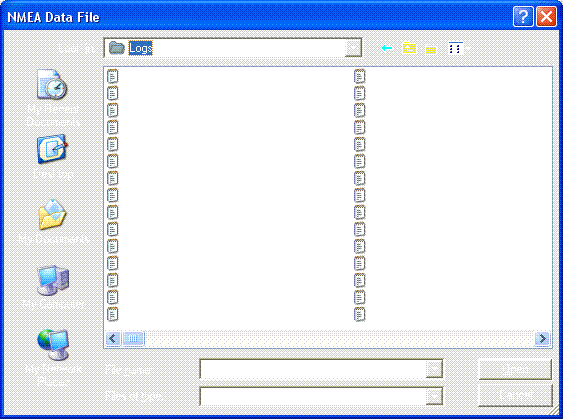 NMEA Data File
Look in:
Logs
My Recent
Documents
Desktop
My Documents
My Computer
My Network
Places
File name:
Open
Files of type:
Cancel